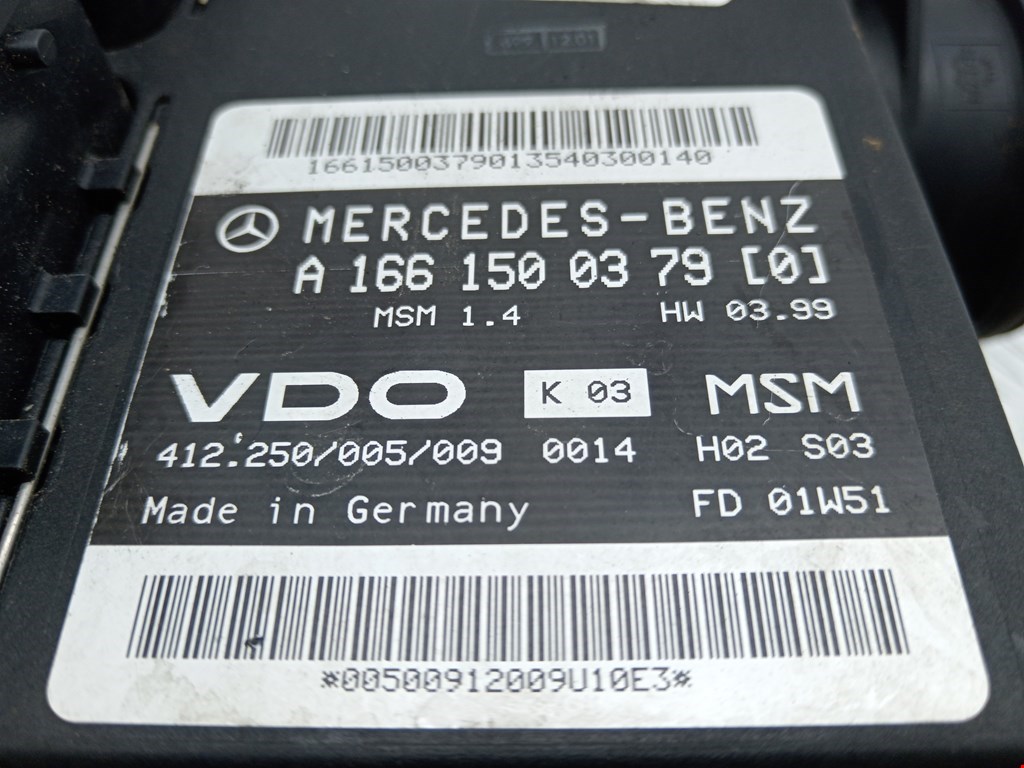 1661500379013540300140
MERCEDES-BENZ
A 166 150 03 79 [0]
MSM 1.4 HW 03.99
VDO K 03 MSM
412.250/005/009 0014 H02 S03
Made in Germany FD 01W51
*00500912009U10E3*